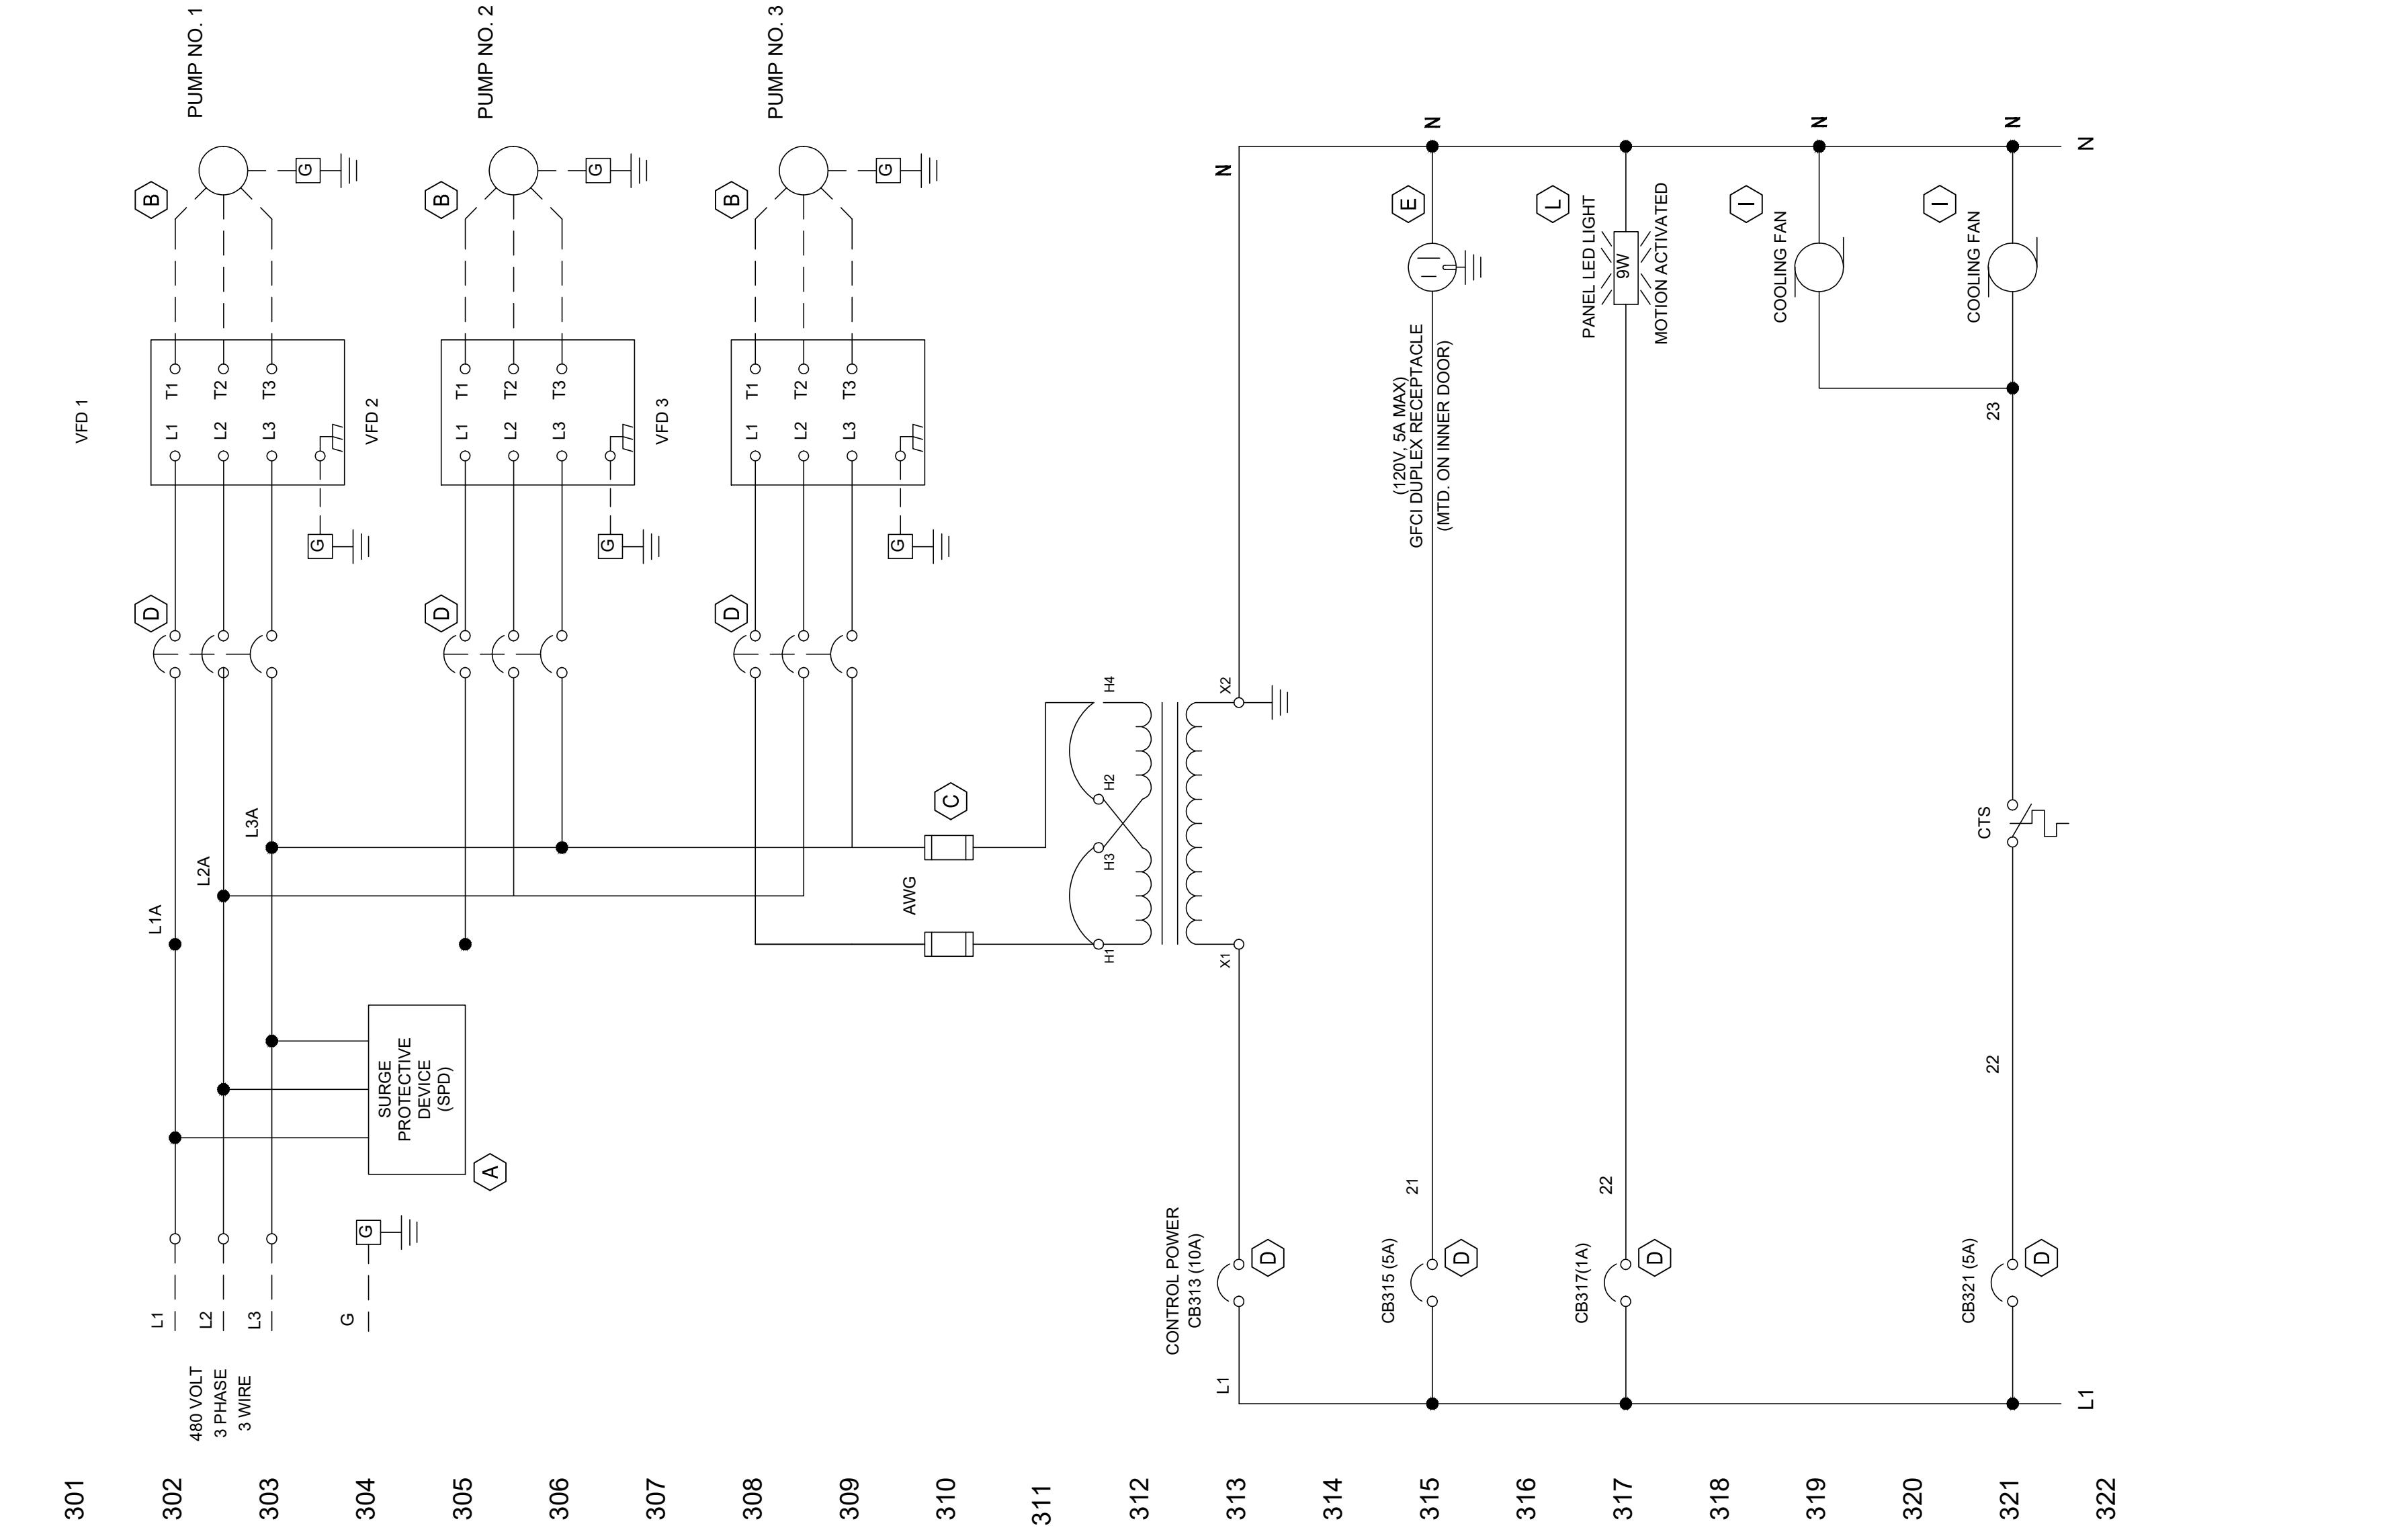 301
302
303
304
305
306
307
308
309
310
311
312
313
314
315
316
317
318
319
320
321
322
480 VOLT
3 PHASE
3 WIRE
L1
L2
L3
G
G
SURGE
PROTECTIVE
DEVICE
(SPD)
A
L1A
L2A
L3A
D
G
VFD 1
L1 T1
L2 T2
L3 T3
B
G
PUMP NO. 1
D
G
VFD 2
L1 T1
L2 T2
L3 T3
B
G
PUMP NO. 2
D
G
VFD 3
L1 T1
L2 T2
L3 T3
B
G
PUMP NO. 3
AWG
C
H1
H3
H2
H4
X1
X2
L1
CONTROL POWER
CB313 (10A)
D
N
CB315 (5A)
D
21
(120V, 5A MAX)
GFCI DUPLEX RECEPTACLE
(MTD. ON INNER DOOR)
E
N
CB317(1A)
D
22
PANEL LED LIGHT
9W
MOTION ACTIVATED
L
COOLING FAN
I
N
CB321 (5A)
D
22
CTS
23
COOLING FAN
I
N
L1
N